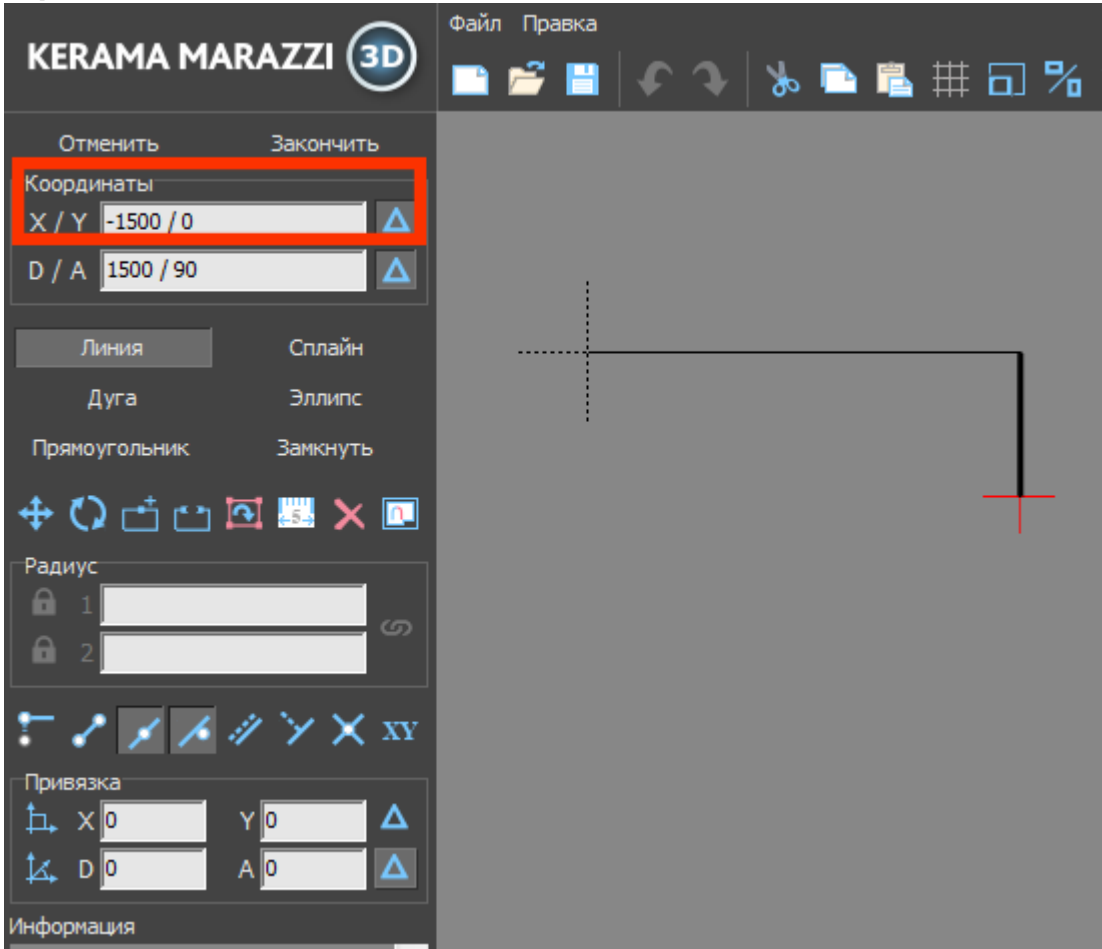 KERAMA MARAZZI 3D
Файл Правка
Отменить Закончить
Координаты
X / Y -1500 / 0
D / A 1500 / 90
Линия Сплайн
Дуга Эллипс
Прямоугольник Замкнуть
5
Радиус
1
2
XY
Привязка
X 0 Y 0
D 0 A 0
Информация